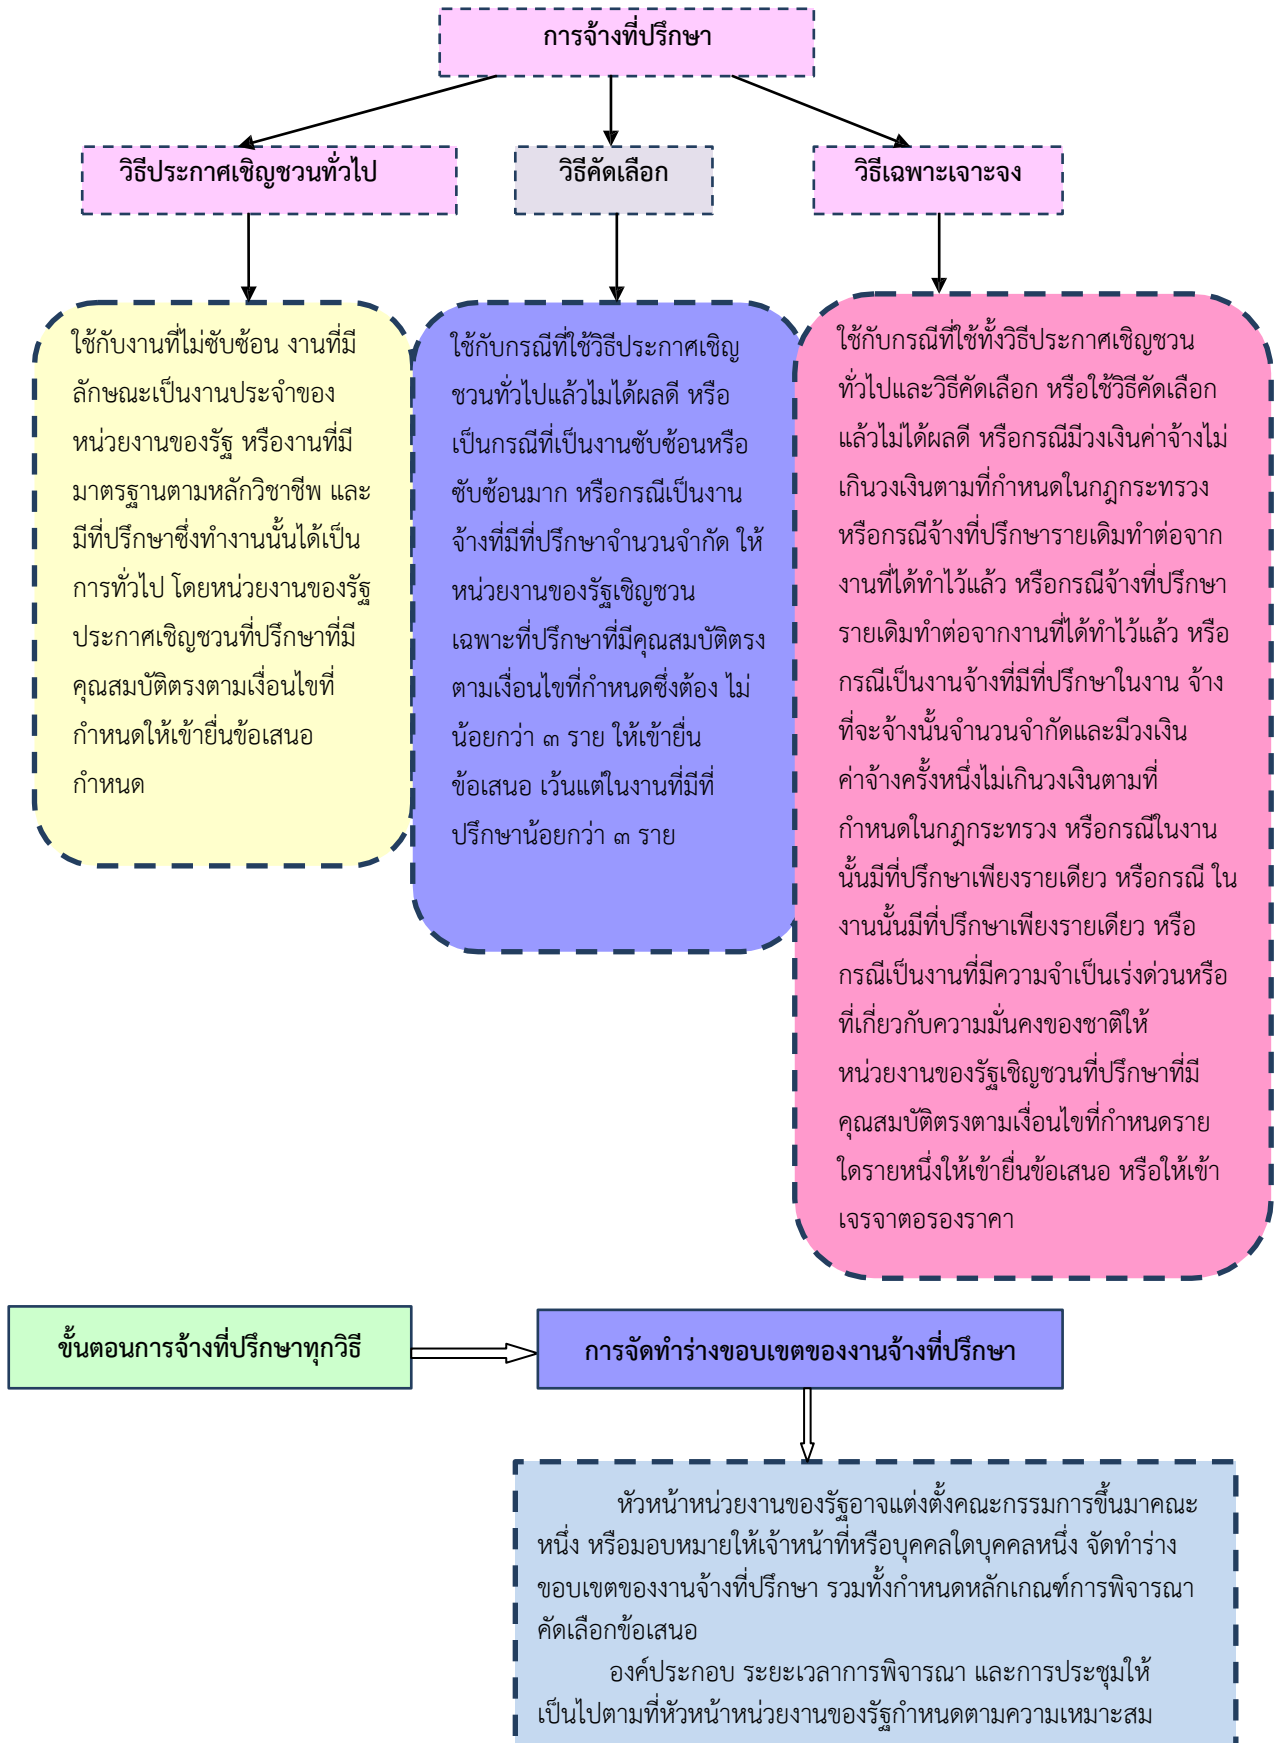 การจ้างที่ปรึกษา
วิธีประกาศเชิญชวนทั่วไป
วิธีคัดเลือก
วิธีเฉพาะเจาะจง
ใช้กับงานที่ไม่ซับซ้อน งานที่มี
ลักษณะเป็นงานประจำของ
หน่วยงานของรัฐ หรืองานที่มี
มาตรฐานตามหลักวิชาชีพ และ
มีที่ปรึกษาซึ่งทำงานนั้นได้เป็น
การทั่วไป โดยหน่วยงานของรัฐ
ประกาศเชิญชวนที่ปรึกษาที่มี
คุณสมบัติตรงตามเงื่อนไขที่
กำหนดให้เข้ายื่นข้อเสนอ
กำหนด
ใช้กับกรณีที่ใช้วิธีประกาศเชิญ
ชวนทั่วไปแล้วไม่ได้ผลดี หรือ
เป็นกรณีที่เป็นงานซับซ้อนหรือ
ซับซ้อนมาก หรือกรณีเป็นงาน
จ้างที่มีที่ปรึกษาจำนวนจำกัด ให้
หน่วยงานของรัฐเชิญชวน
เฉพาะที่ปรึกษาที่มีคุณสมบัติตรง
ตามเงื่อนไขที่กำหนดซึ่งต้อง ไม่
น้อยกว่า ๓ ราย ให้เข้ายื่น
ข้อเสนอ เว้นแต่ในงานที่มีที่
ปรึกษาน้อยกว่า ๓ ราย
ใช้กับกรณีที่ใช้ทั้งวิธีประกาศเชิญชวน
ทั่วไปและวิธีคัดเลือก หรือใช้วิธีคัดเลือก
แล้วไม่ได้ผลดี หรือกรณีมีวงเงินค่าจ้างไม่
เกินวงเงินตามที่กำหนดในกฎกระทรวง
หรือกรณีจ้างที่ปรึกษารายเดิมทำต่อจาก
งานที่ได้ทำไว้แล้ว หรือกรณีจ้างที่ปรึกษา
รายเดิมทำต่อจากงานที่ได้ทำไว้แล้ว หรือ
กรณีเป็นงานจ้างที่มีที่ปรึกษาในงาน จ้าง
ที่จะจ้างนั้นจำนวนจำกัดและมีวงเงิน
ค่าจ้างครั้งหนึ่งไม่เกินวงเงินตามที่
กำหนดในกฎกระทรวง หรือกรณีในงาน
นั้นมีที่ปรึกษาเพียงรายเดียว หรือกรณี ใน
งานนั้นมีที่ปรึกษาเพียงรายเดียว หรือ
กรณีเป็นงานที่มีความจำเป็นเร่งด่วนหรือ
ที่เกี่ยวกับความมั่นคงของชาติให้
หน่วยงานของรัฐเชิญชวนที่ปรึกษาที่มี
คุณสมบัติตรงตามเงื่อนไขที่กำหนดราย
ใดรายหนึ่งให้เข้ายื่นข้อเสนอ หรือให้เข้า
เจรจาตอรองราคา
ขั้นตอนการจ้างที่ปรึกษาทุกวิธี
การจัดทำร่างขอบเขตของงานจ้างที่ปรึกษา
หัวหน้าหน่วยงานของรัฐอาจแต่งตั้งคณะกรรมการขึ้นมาคณะ
หนึ่ง หรือมอบหมายให้เจ้าหน้าที่หรือบุคคลใดบุคคลหนึ่ง จัดทำร่าง
ขอบเขตของงานจ้างที่ปรึกษา รวมทั้งกำหนดหลักเกณฑ์การพิจารณา
คัดเลือกข้อเสนอ
องค์ประกอบ ระยะเวลาการพิจารณา และการประชุมให้
เป็นไปตามที่หัวหน้าหน่วยงานของรัฐกำหนดตามความเหมาะสม